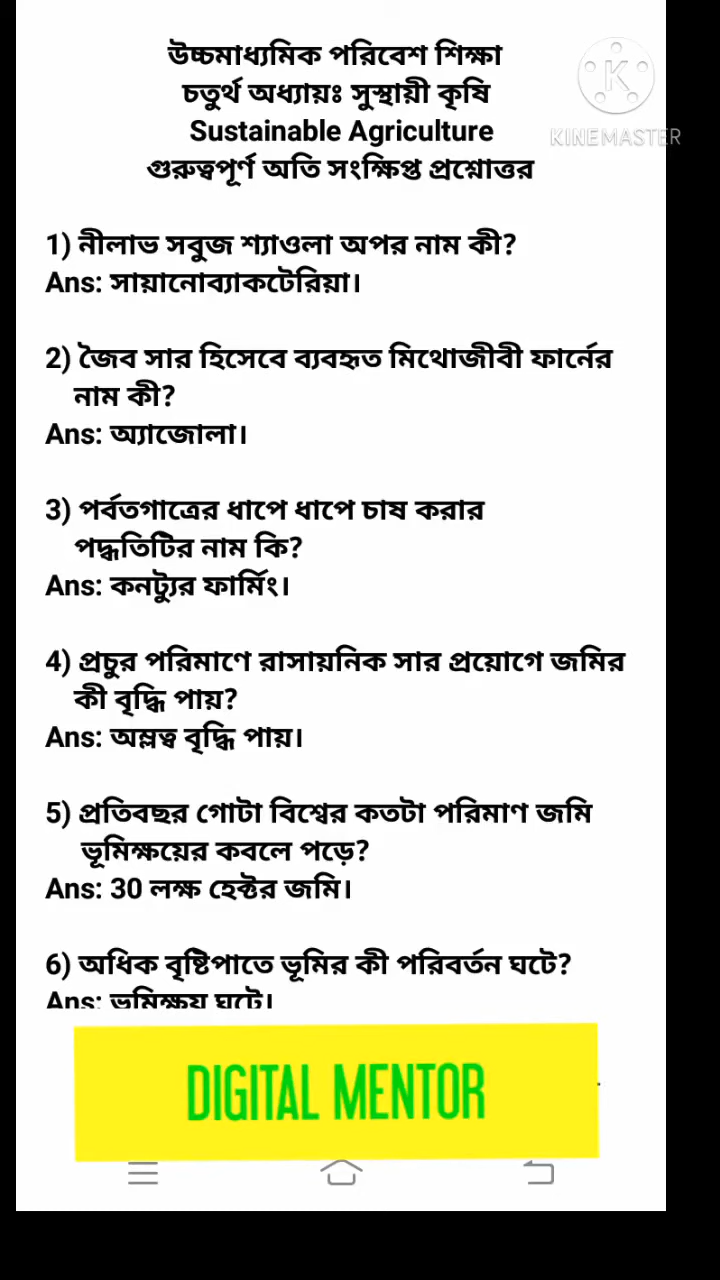 উচ্চমাধ্যমিক পরিবেশ শিক্ষা
চতুর্থ অধ্যায়ঃ সুস্থায়ী কৃষি
Sustainable Agriculture
গুরুত্বপূর্ণ অতি সংক্ষিপ্ত প্রশ্নোত্তর
K
KINEMASTER
1) নীলাভ সবুজ শ্যাওলা অপর নাম কী?
Ans: সায়ানোব্যাকটেরিয়া।
2) জৈব সার হিসেবে ব্যবহৃত মিথোজীবী ফার্নের
নাম কী?
Ans: অ্যাজোলা।
3) পর্বতগাত্রের ধাপে ধাপে চাষ করার
পদ্ধতিটির নাম কি?
Ans: কনট্যুর ফার্মিং।
4) প্রচুর পরিমাণে রাসায়নিক সার প্রয়োগে জমির
কী বৃদ্ধি পায়?
Ans: অম্লত্ব বৃদ্ধি পায়।
5) প্রতিবছর গোটা বিশ্বের কতটা পরিমাণ জমি
ভূমিক্ষয়ের কবলে পড়ে?
Ans: 30 লক্ষ হেক্টর জমি।
6) অধিক বৃষ্টিপাতে ভূমির কী পরিবর্তন ঘটে?
Ans: ভূমিক্ষয় ঘটে।
DIGITAL MENTOR